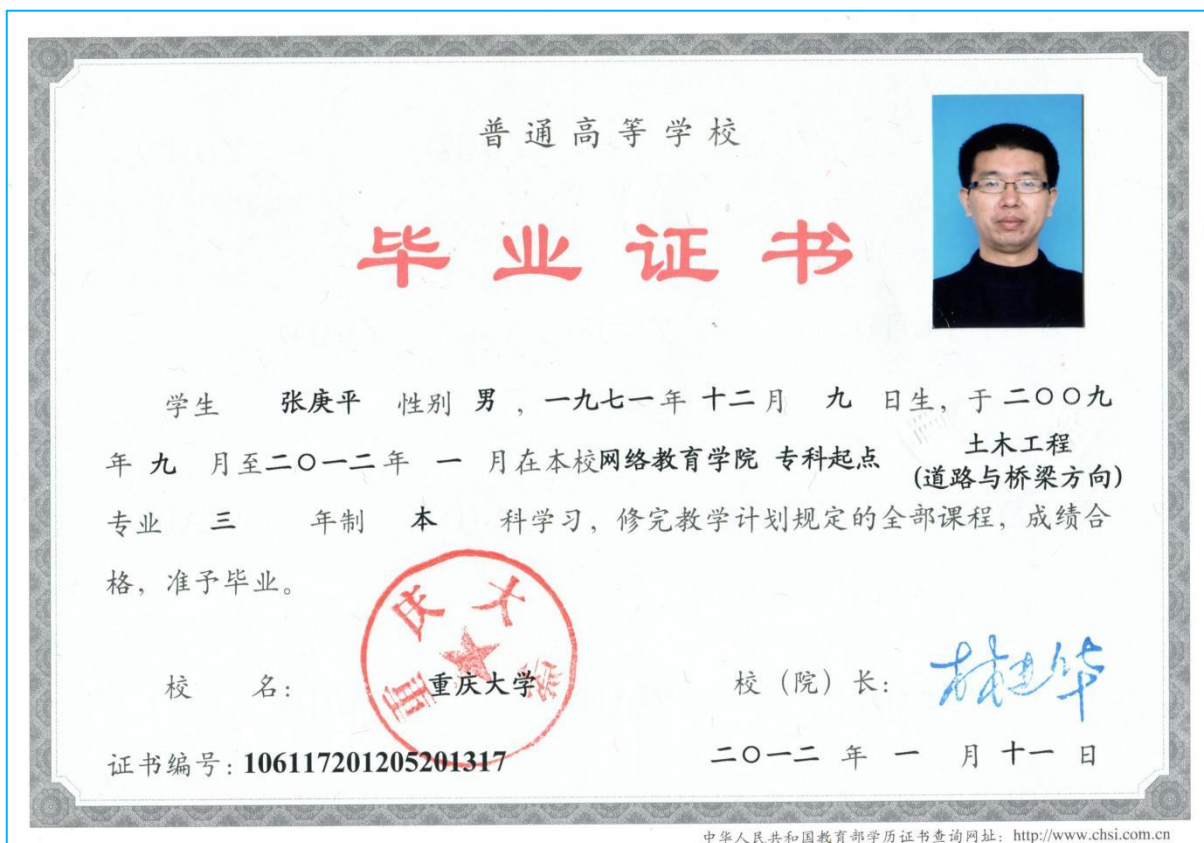 普通高等学校
毕业证书
学生 张庚平 性别 男，一九七一年十二月 九 日生，于二〇〇九
年 九 月至二〇一二年 一 月在本校网络教育学院 专科起点 土木工程
(道路与桥梁方向)
专业 三 年制 本 科学习，修完教学计划规定的全部课程，成绩合
格，准予毕业。
重庆大学
校 名：重庆大学 校（院）长：林建华
证书编号：106117201205201317 二〇一二 年 一 月 十一 日
中华人民共和国教育部学历证书查询网址：http://www.chsi.com.cn